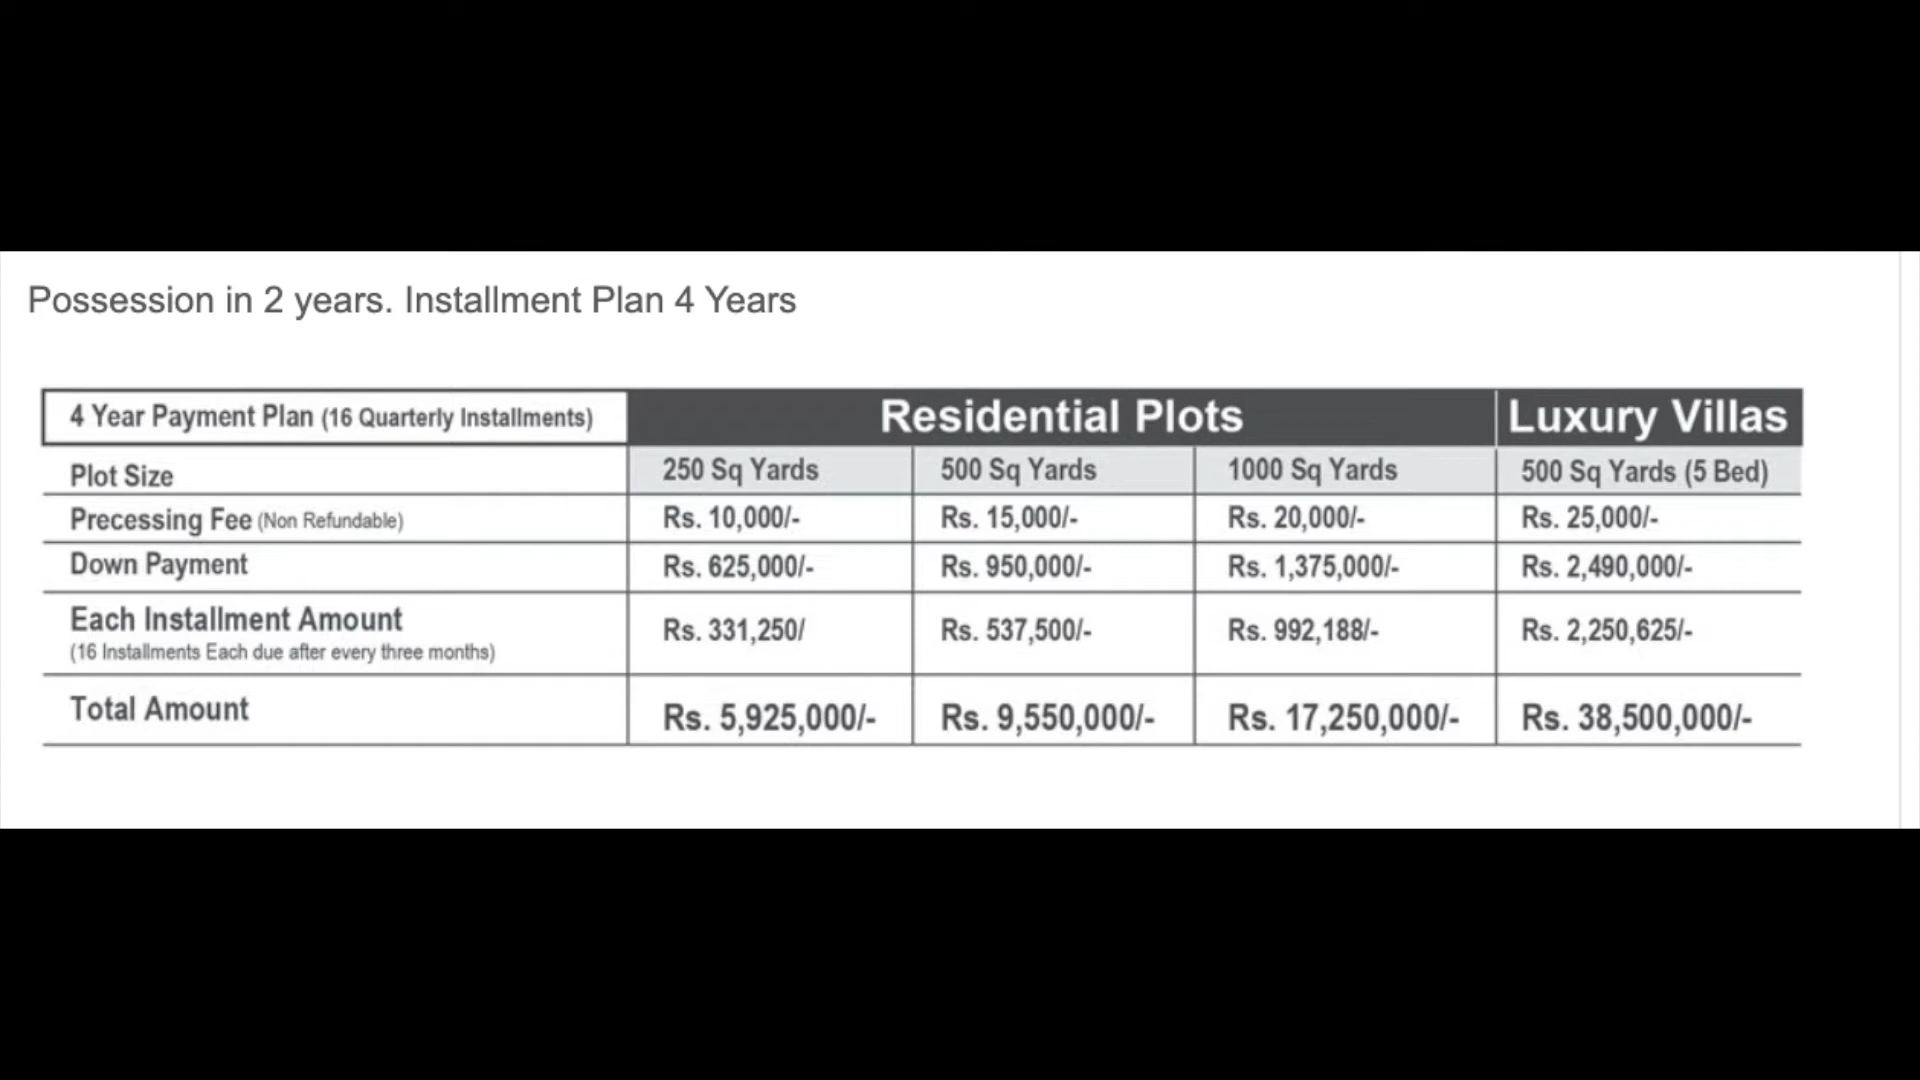 Possession in 2 years. Installment Plan 4 Years
4 Year Payment Plan (16 Quarterly Installments) Residential Plots Luxury Villas
Plot Size 250 Sq Yards 500 Sq Yards 1000 Sq Yards 500 Sq Yards (5 Bed)
Precessing Fee (Non Refundable) Rs. 10,000/- Rs. 15,000/- Rs. 20,000/- Rs. 25,000/-
Down Payment Rs. 625,000/- Rs. 950,000/- Rs. 1,375,000/- Rs. 2,490,000/-
Each Installment Amount Rs. 331,250/ Rs. 537,500/- Rs. 992,188/- Rs. 2,250,625/-
(16 Installments Each due after every three months)
Total Amount Rs. 5,925,000/- Rs. 9,550,000/- Rs. 17,250,000/- Rs. 38,500,000/-